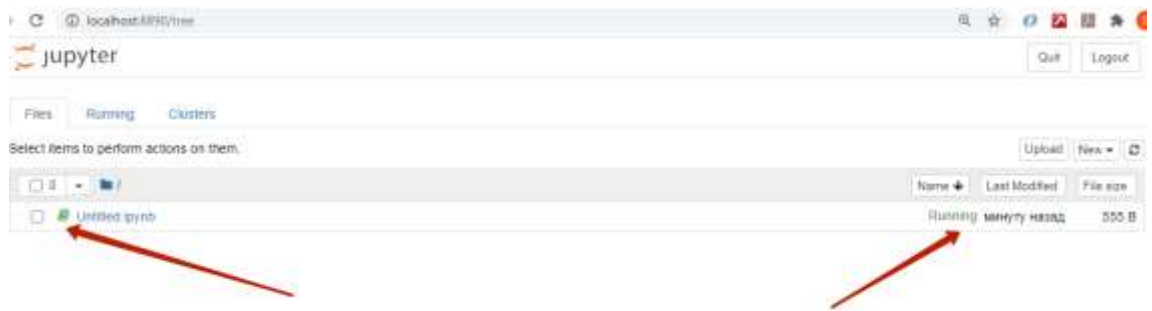 localhost:8890/tree
jupyter
Quit Logout
Files Running Clusters
Select items to perform actions on them.
Upload New
0 / Name Last Modified File size
Untitled.ipynb Running минуту назад 555 B